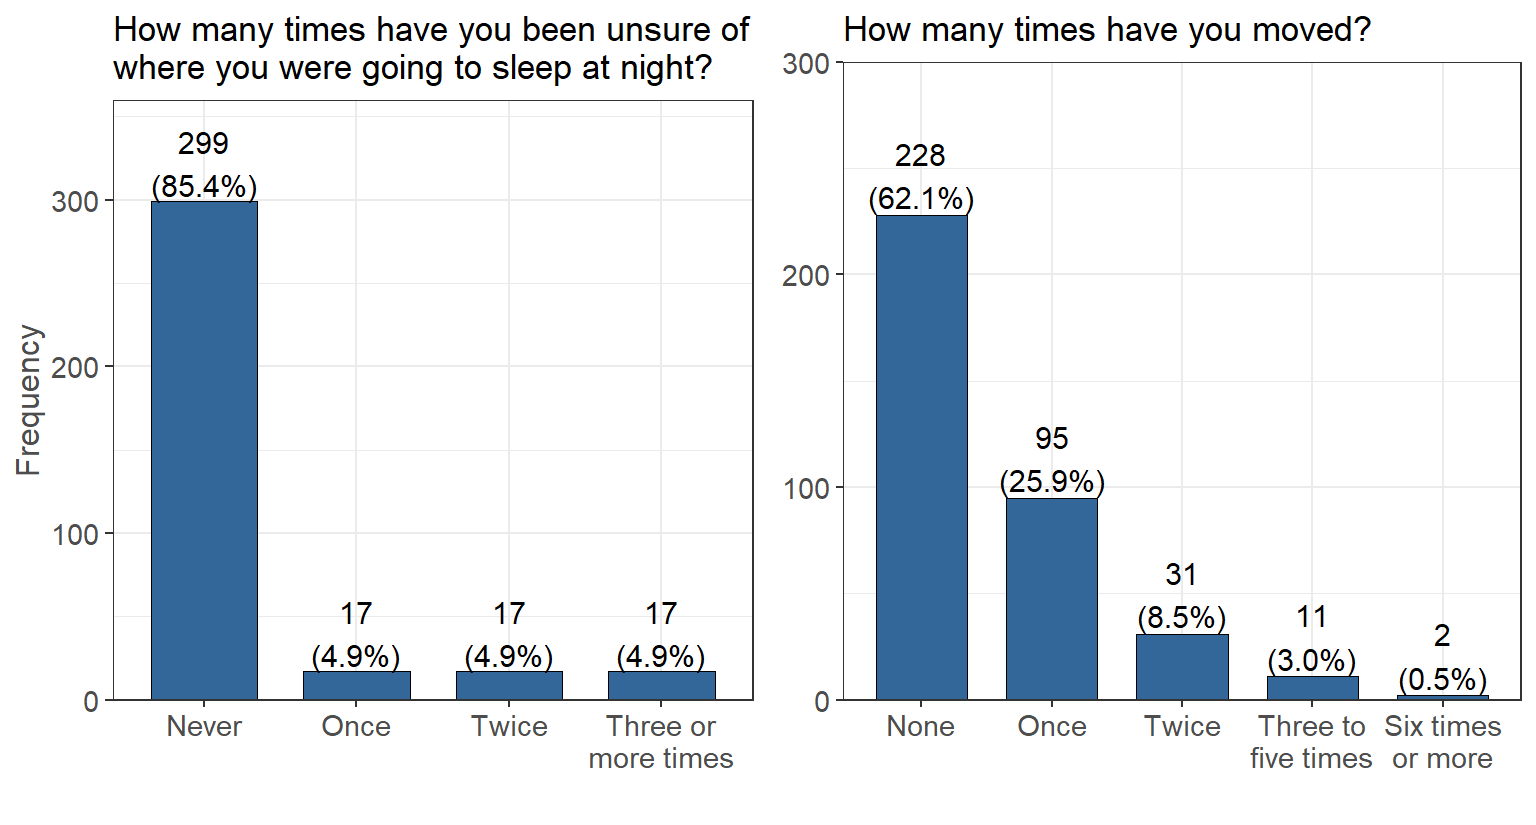 How many times have you been unsure of
where you were going to sleep at night?
Frequency
300
200
100
0
299
(85.4%)
17
(4.9%)
17
(4.9%)
17
(4.9%)
Never
Once
Twice
Three or
more times
How many times have you moved?
300
200
100
0
228
(62.1%)
95
(25.9%)
31
(8.5%)
11
(3.0%)
2
(0.5%)
None
Once
Twice
Three to
five times
Six times
or more